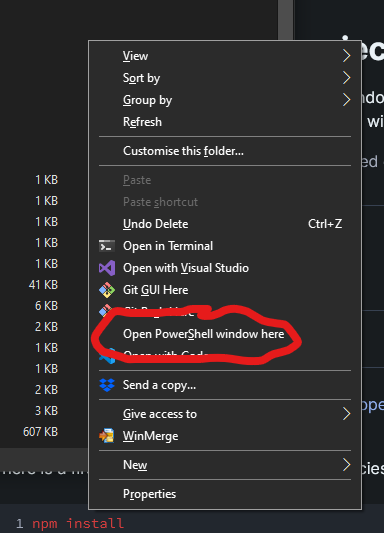 jec
View
Sort by
ndo
Group by
wi
Refresh
Customise this folder...
ed
1 KB
Paste
1 KB
Paste shortcut
1 KB
Undo Delete Ctrl+Z
1 KB
Open in Terminal
1 KB
Open with Visual Studio
41 KB
Git GUI Here
6 KB
Git Bash Here
2 KB
Open PowerShell window here
1 KB
Open with Code
1 KB
2 KB
Send a copy...
3 KB
Give access to
ppe
607 KB
WinMerge
New
here is a fi
cies
Properties
1 npm install